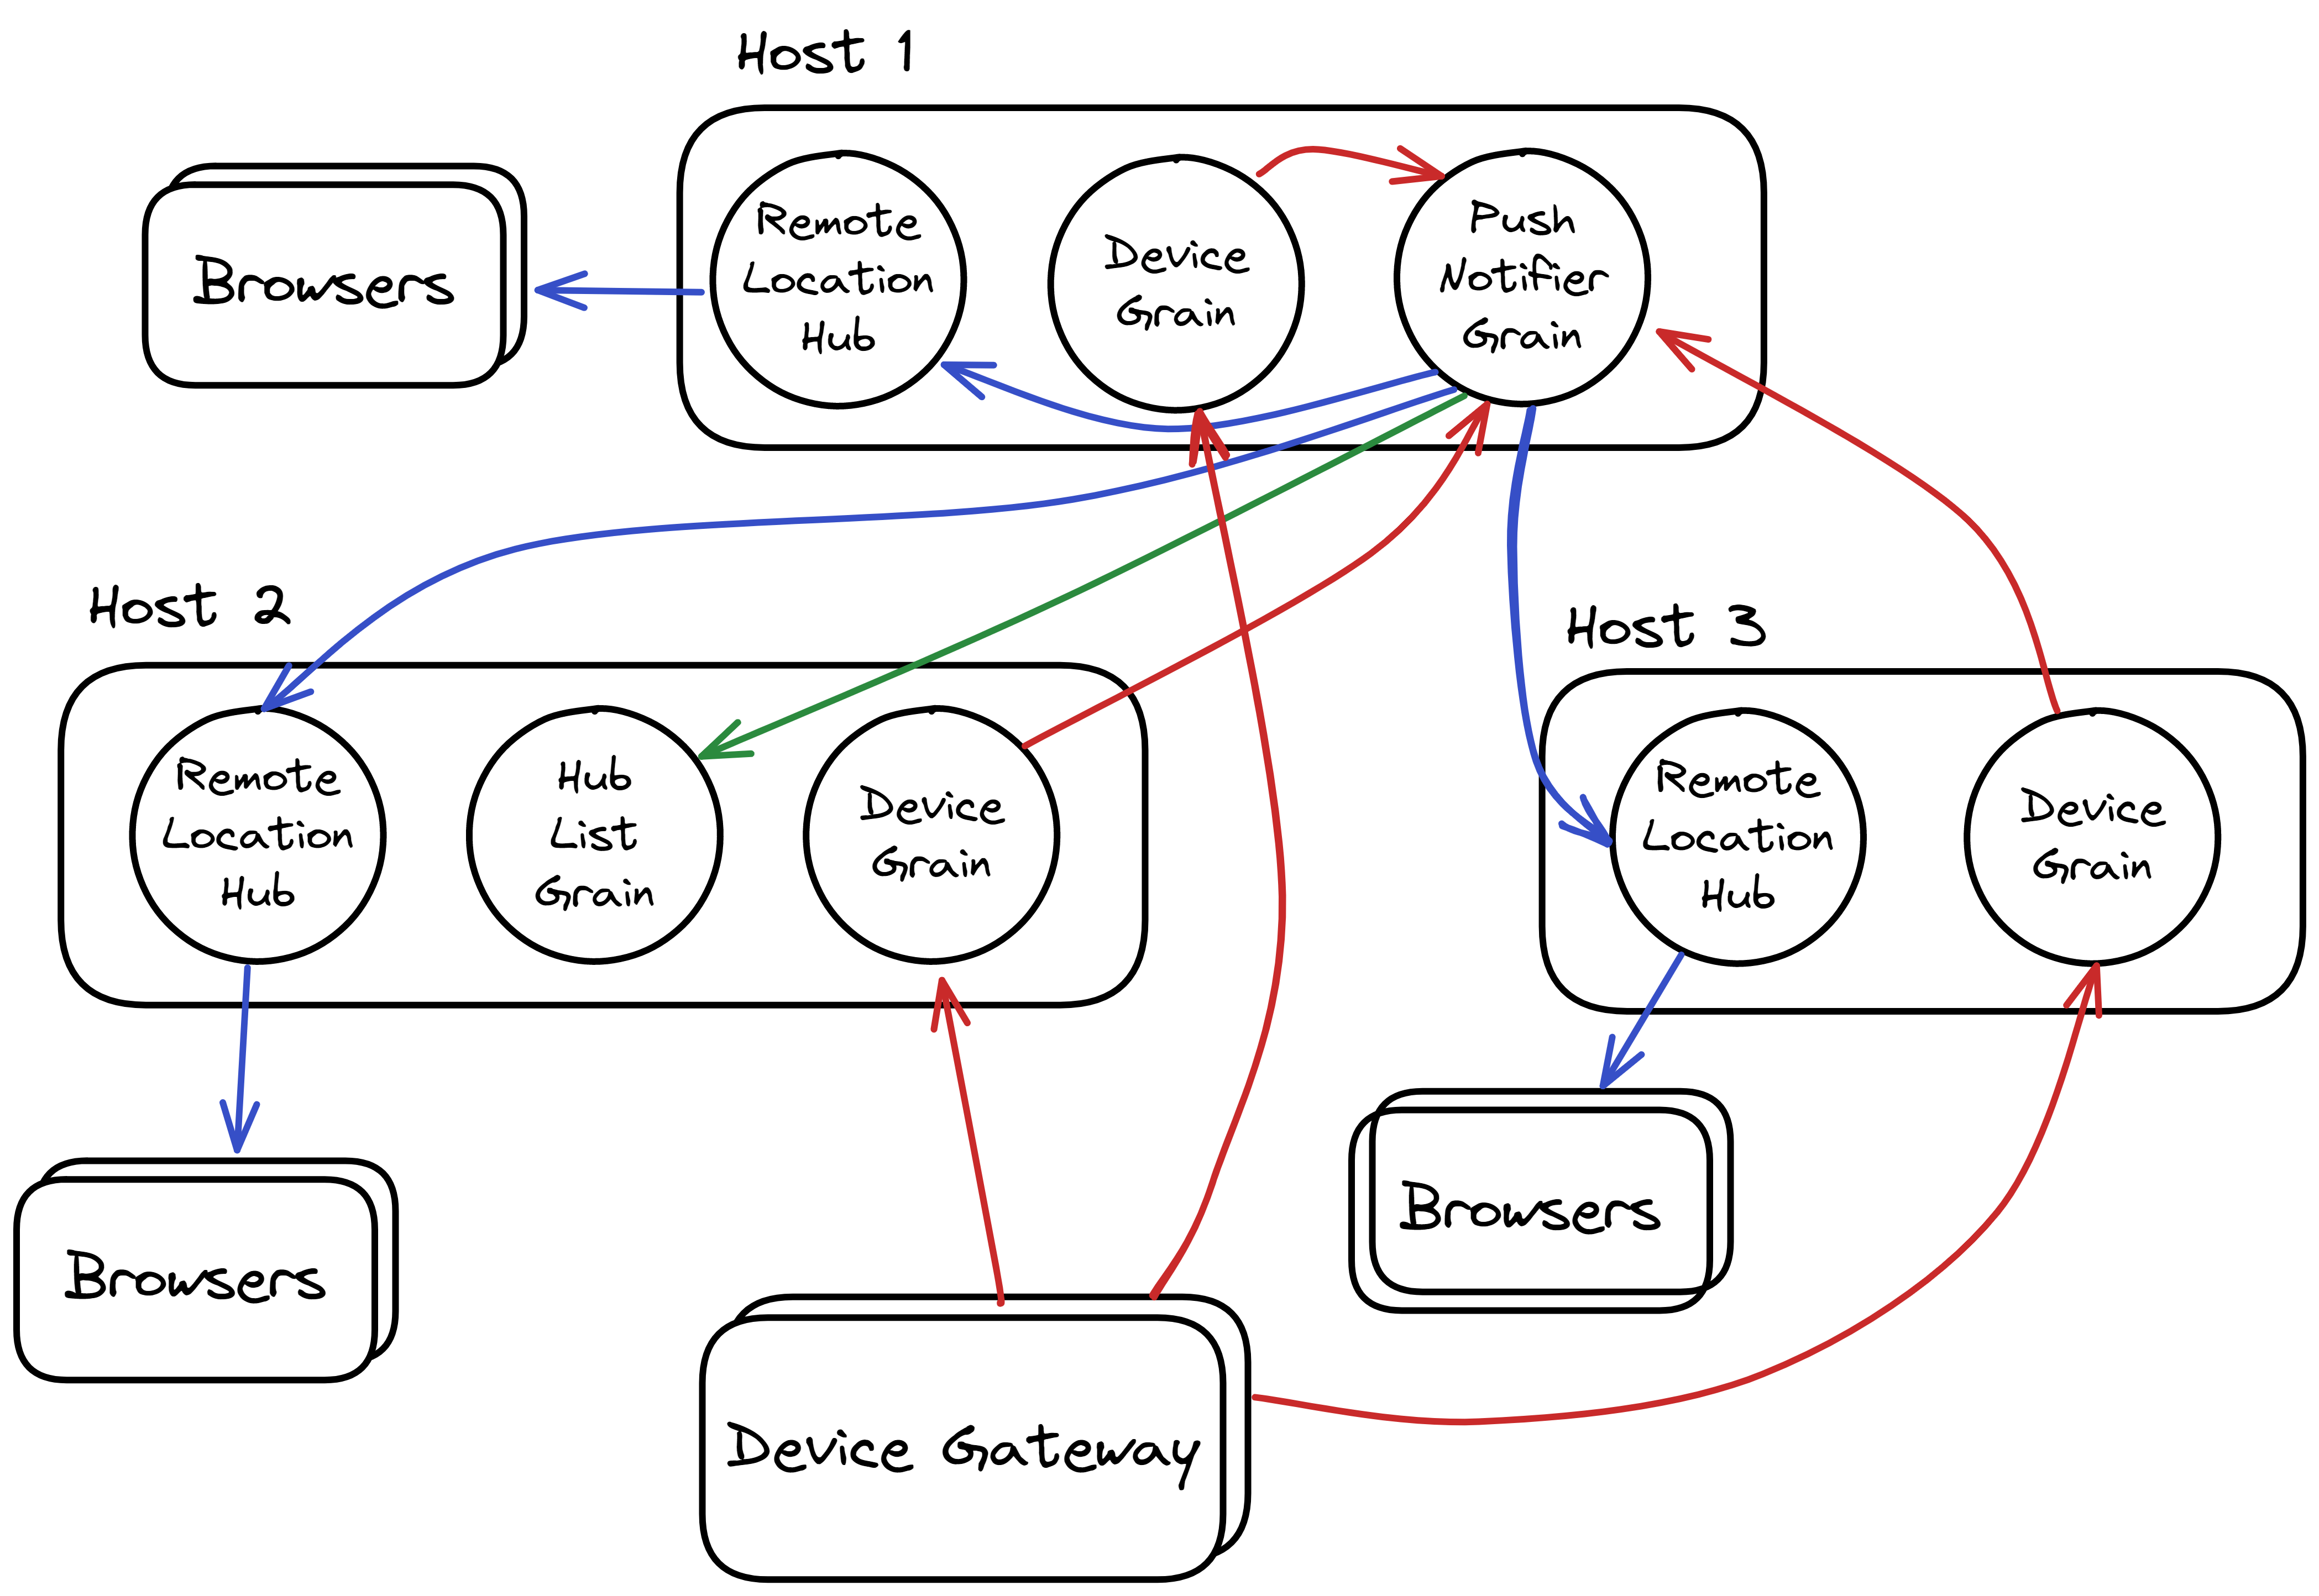 Host 1
Browsers
Remote
Location
Hub
Device
Grain
Push
Notifier
Grain
Host 2
Remote
Location
Hub
Hub
List
Grain
Device
Grain
Host 3
Remote
Location
Hub
Device
Grain
Browsers
Browsers
Device Gateway